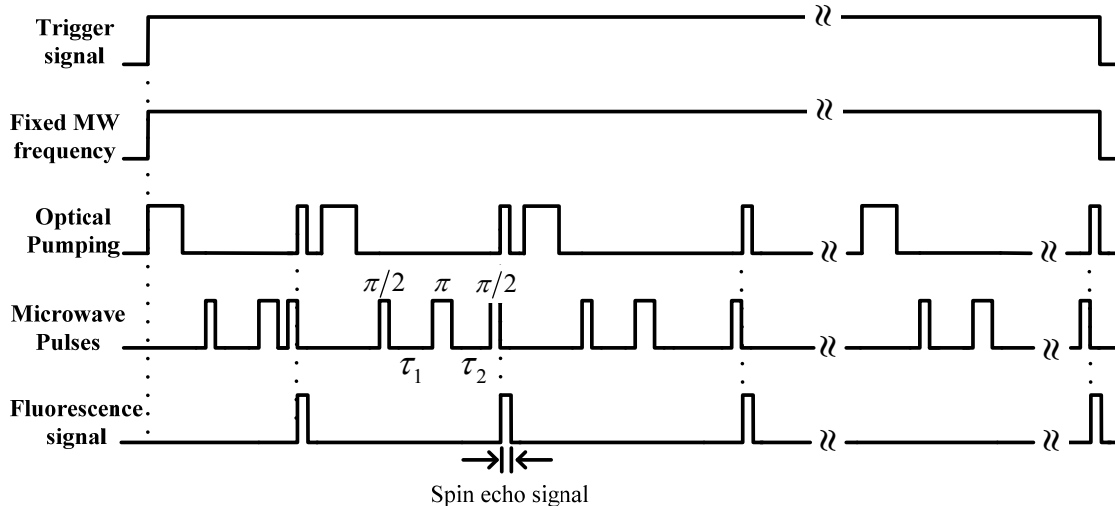 Trigger
signal
Fixed MW
frequency
Optical
Pumping
π/2 π π/2
Microwave
Pulses
τ₁ τ₂
Fluorescence
signal
Spin echo signal